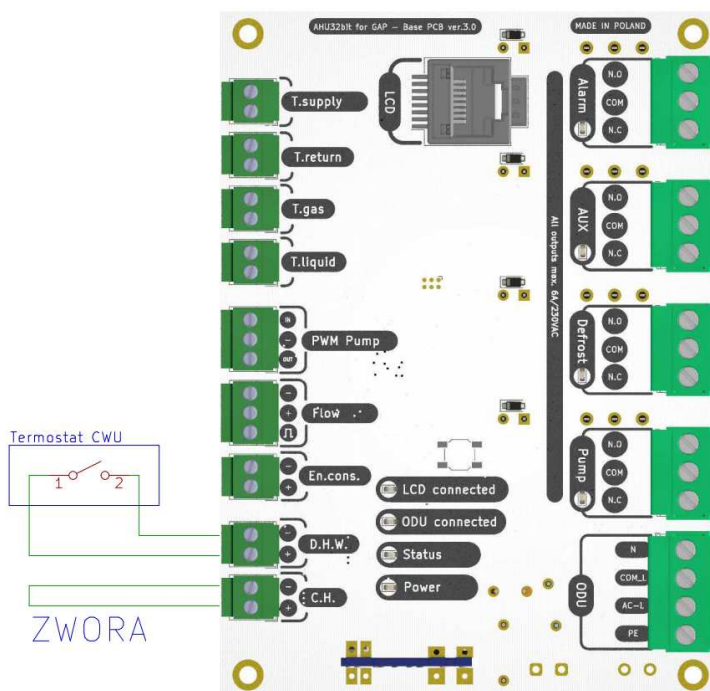 AHU32bit for GAP - Base PCB ver.3.0
MADE IN POLAND
T.supply
T.return
T.gas
T.liquid
IN
-
OUT
PWM Pump
-
+
Flow
-
+
En.cons.
-
+
D.H.W.
-
+
C.H.
LCD
LCD connected
ODU connected
Status
Power
All outputs max. 6A/230VAC
Alarm
N.O
COM
N.C
AUX
N.O
COM
N.C
Defrost
N.O
COM
N.C
Pump
N.O
COM
N.C
ODU
N
COM_L
AC-L
PE
Termostat CWU
1 2
ZWORA